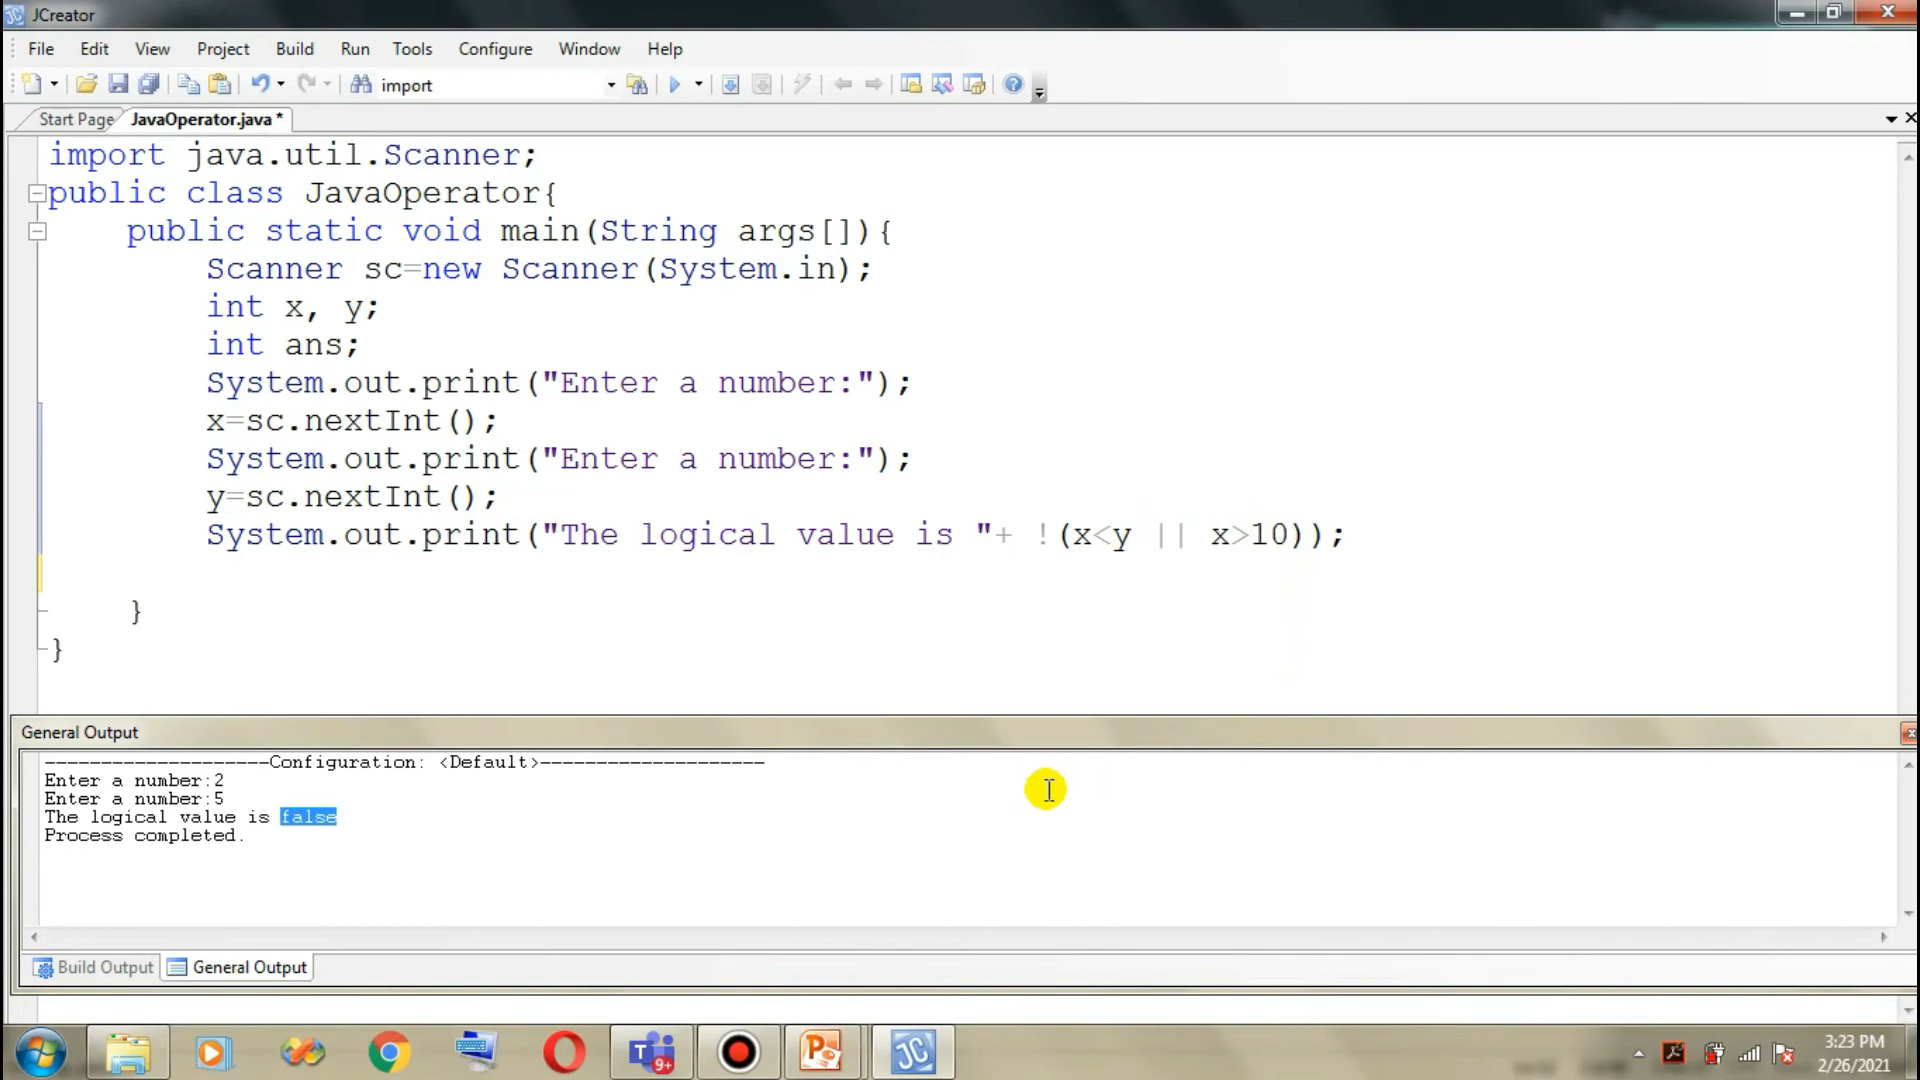 JCreator
File Edit View Project Build Run Tools Configure Window Help
import
Start Page JavaOperator.java *
import java.util.Scanner;
public class JavaOperator{
public static void main(String args[]){
Scanner sc=new Scanner(System.in);
int x, y;
int ans;
System.out.print("Enter a number:");
x=sc.nextInt();
System.out.print("Enter a number:");
y=sc.nextInt();
System.out.print("The logical value is "+ !(x<y || x>10));
}
}
General Output
--------------------Configuration: <Default>--------------------
Enter a number:2
Enter a number:5
The logical value is false
Process completed.
Build Output General Output
3:23 PM
2/26/2021